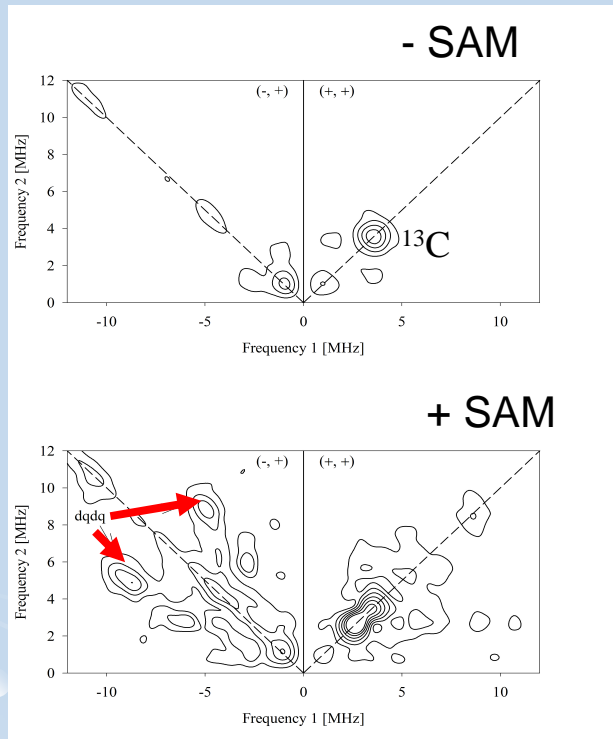 - SAM
12
10
8
6
4
2
0
Frequency 2 [MHz]
(-, +) (+, +)
¹³C
-10 -5 0 5 10
Frequency 1 [MHz]
+ SAM
12
10
8
6
4
2
0
Frequency 2 [MHz]
(-, +) (+, +)
dqdq
-10 -5 0 5 10
Frequency 1 [MHz]